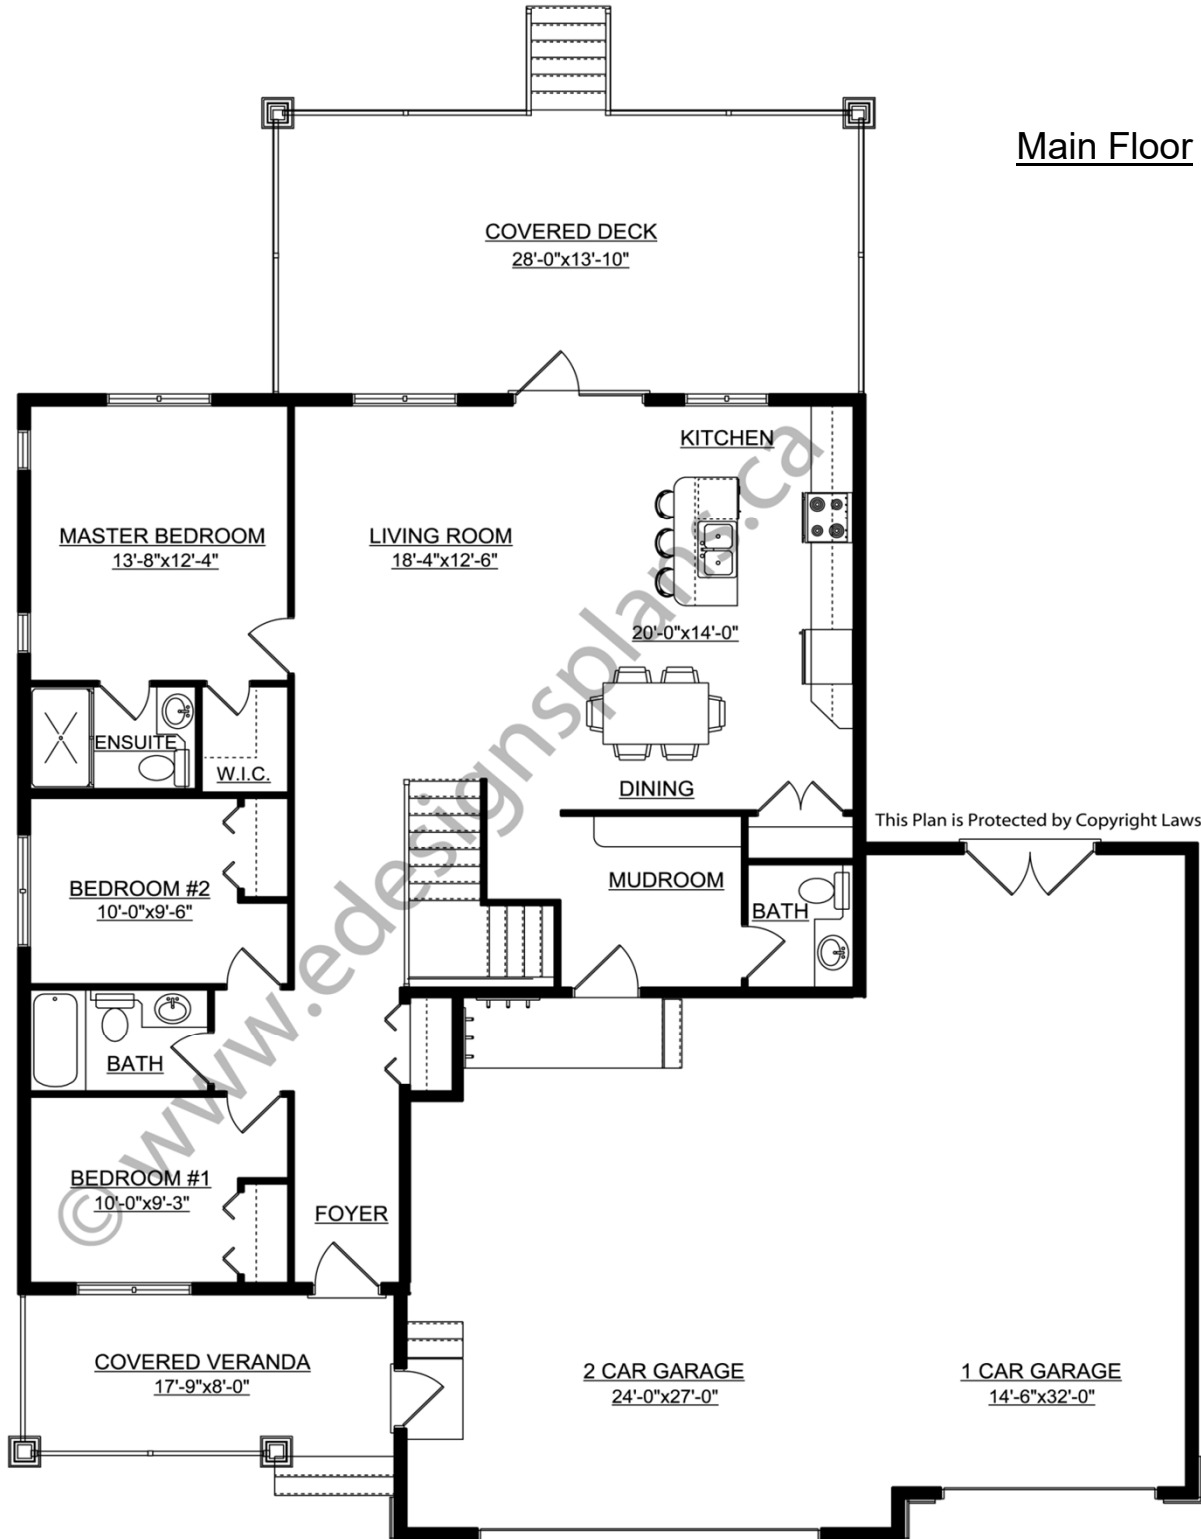 Main Floor
COVERED DECK
28'-0"x13'-10"
KITCHEN
MASTER BEDROOM
13'-8"x12'-4"
LIVING ROOM
18'-4"x12'-6"
20'-0"x14'-0"
ENSUITE
W.I.C.
DINING
This Plan is Protected by Copyright Laws
BEDROOM #2
10'-0"x9'-6"
MUDROOM
BATH
BATH
BEDROOM #1
10'-0"x9'-3"
FOYER
COVERED VERANDA
17'-9"x8'-0"
2 CAR GARAGE
24'-0"x27'-0"
1 CAR GARAGE
14'-6"x32'-0"
© www.edesignsplans.ca